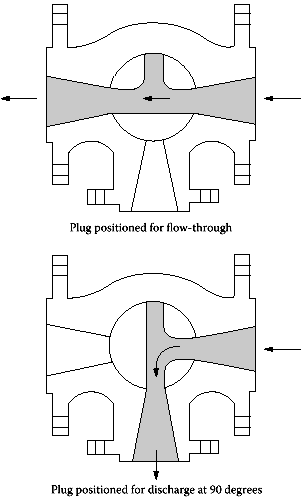 Plug positioned for flow-through
Plug positioned for discharge at 90 degrees